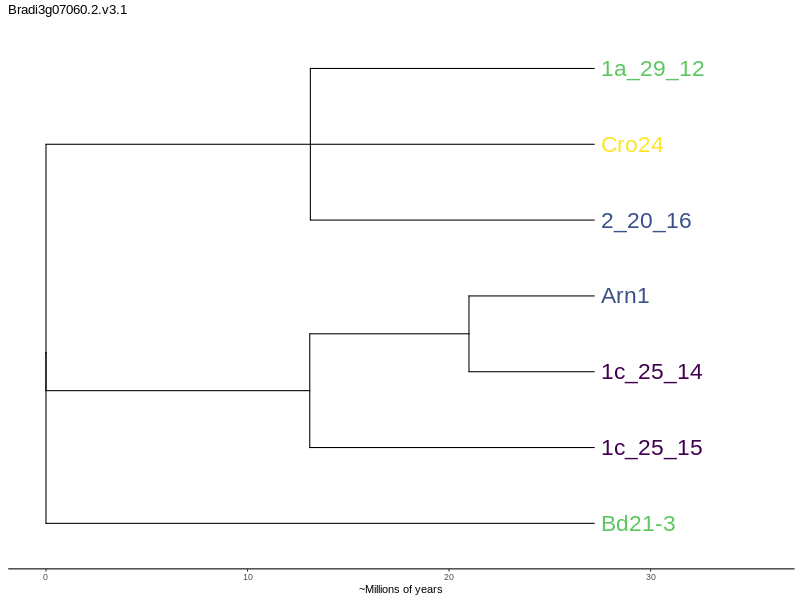 Bradi3g07060.2.v3.1
1a_29_12
Cro24
2_20_16
Arn1
1c_25_14
1c_25_15
Bd21-3
0 10 20 30
~Millions of years